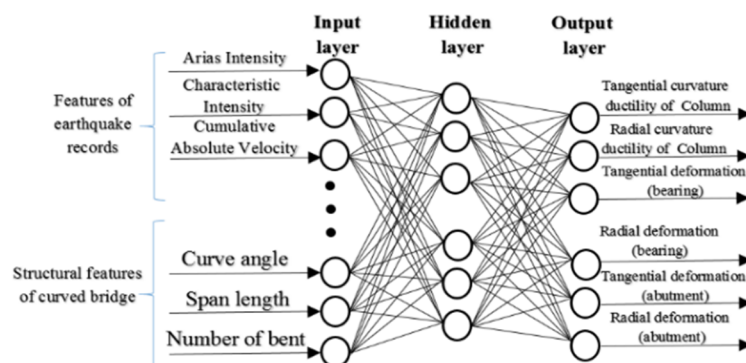 Input
layer
Hidden
layer
Output
layer
Features of
earthquake
records
Arias Intensity
Characteristic
Intensity
Cumulative
Absolute Velocity
Structural features
of curved bridge
Curve angle
Span length
Number of bent
Tangential curvature
ductility of Column
Radial curvature
ductility of Column
Tangential deformation
(bearing)
Radial deformation
(bearing)
Tangential deformation
(abutment)
Radial deformation
(abutment)